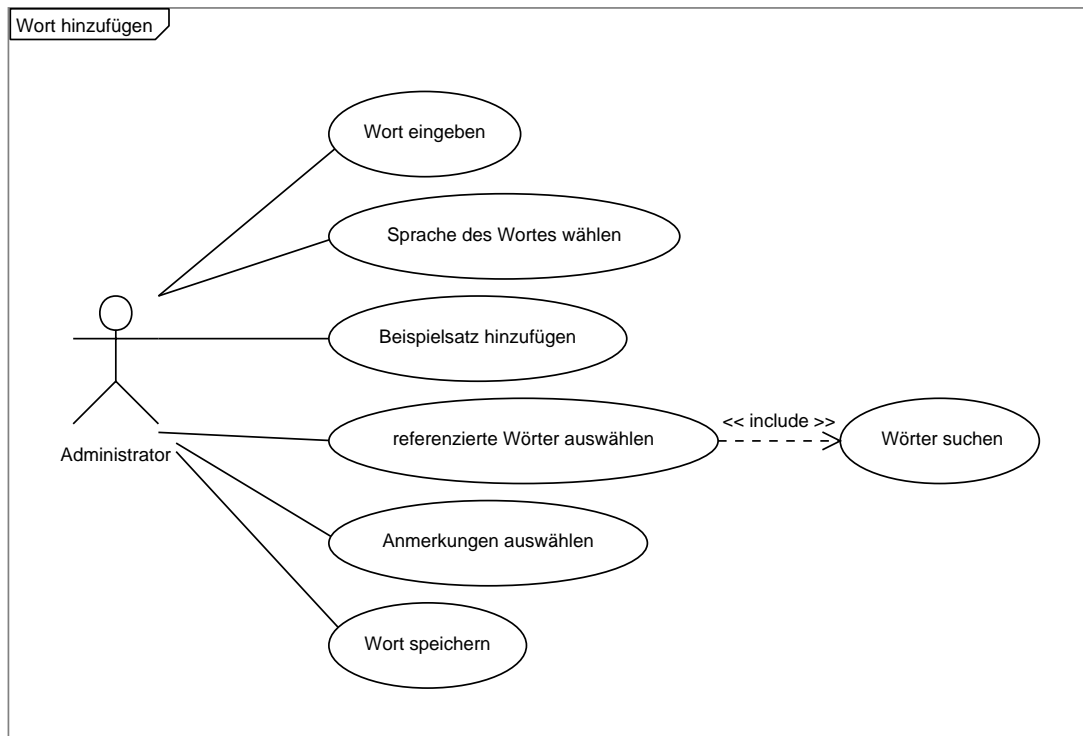 Wort hinzufügen
Wort eingeben
Sprache des Wortes wählen
Beispielsatz hinzufügen
referenzierte Wörter auswählen
<< include >>
Wörter suchen
Administrator
Anmerkungen auswählen
Wort speichern